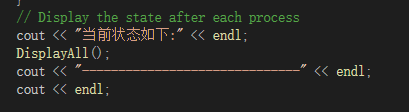 }
// Display the state after each process
cout << "当前状态如下:" << endl;
DisplayAll();
cout << "------------------------------" << endl;
cout << endl;